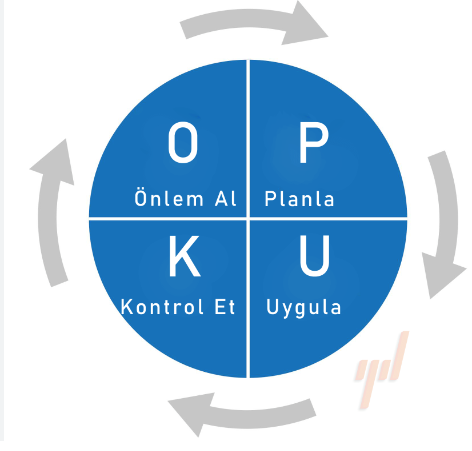 O
Önlem Al
P
Planla
K
Kontrol Et
U
Uygula